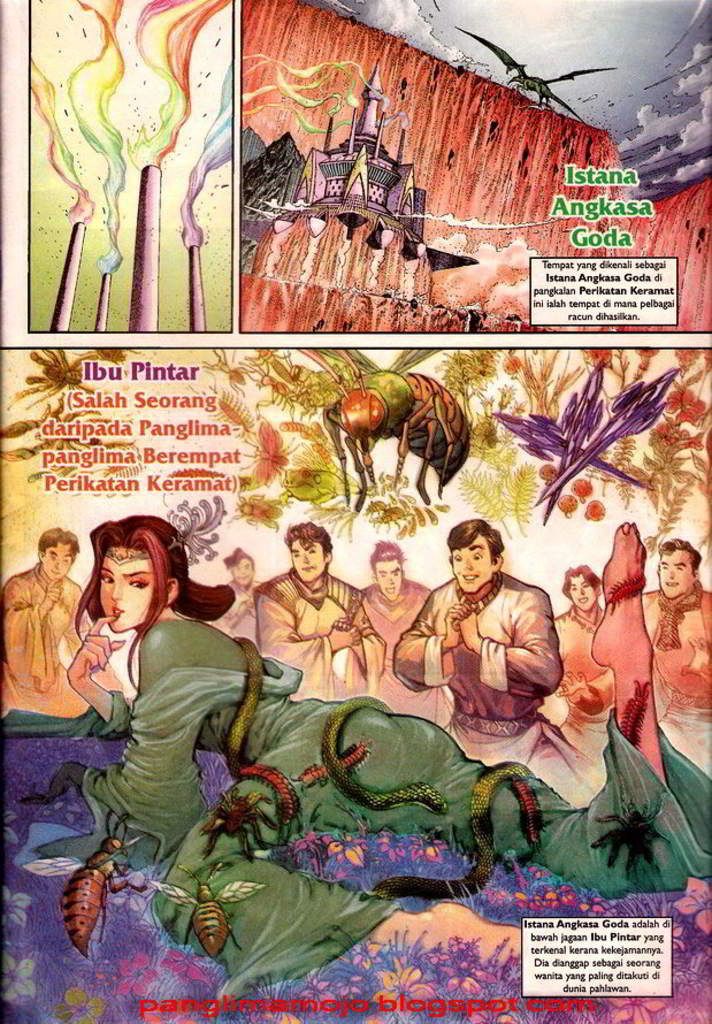 Istana
Angkasa
Goda
Tempat yang dikenali sebagai
Istana Angkasa Goda di
pangkalan Perikatan Keramat
ini ialah tempat di mana pelbagai
racun dihasilkan.
Ibu Pintar
(Salah Seorang
daripada Panglima-
panglima Berempat
Perikatan Keramat)
Istana Angkasa Goda adalah di
bawah jagaan Ibu Pintar yang
terkenal kerana kekejamannya.
Dia dianggap sebagai seorang
wanita yang paling ditakuti di
dunia pahlawan.
panglimamojo.blogspot.com